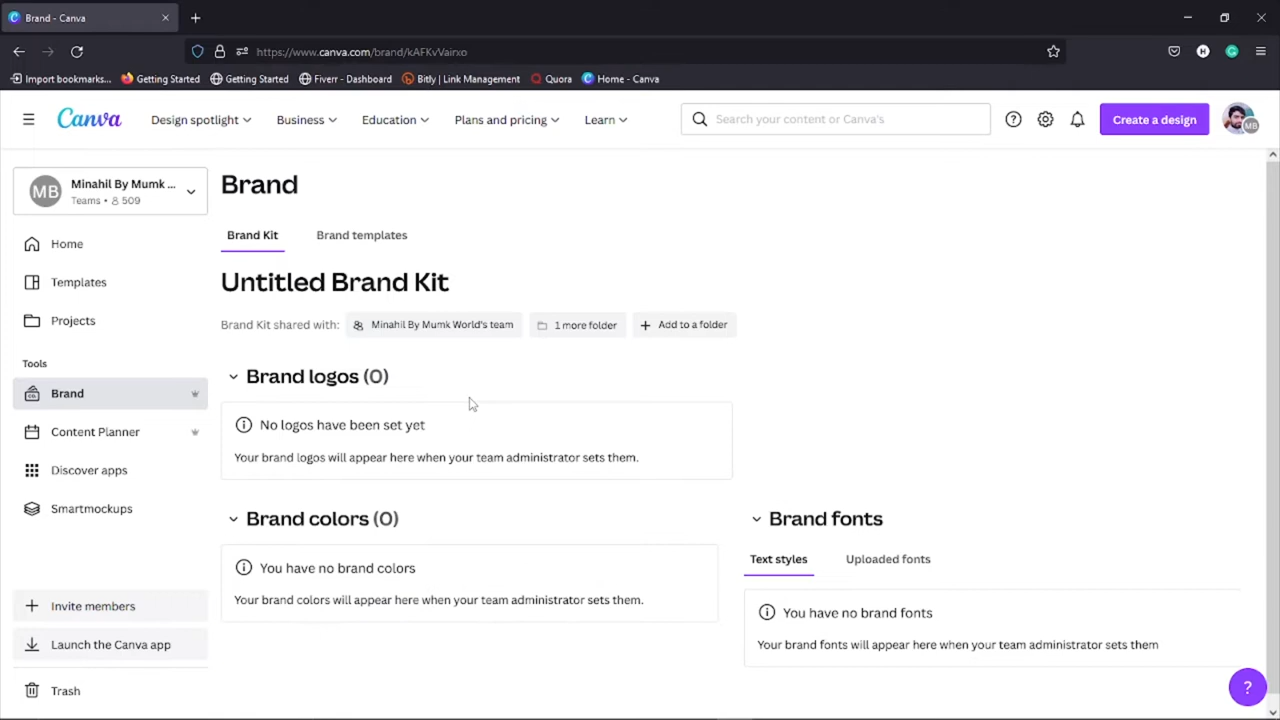 Brand - Canva
https://www.canva.com/brand/kAFKvVairxo
Import bookmarks... Getting Started Getting Started Fiverr - Dashboard Bitly | Link Management Quora Home - Canva
Canva Design spotlight Business Education Plans and pricing Learn Search your content or Canva's Create a design
MB
Minahil By Mumk ...
Teams • 509
MB
Home
Templates
Projects
Tools
Brand
Content Planner
Discover apps
Smartmockups
Invite members
Launch the Canva app
Trash
Brand
Brand Kit Brand templates
Untitled Brand Kit
Brand Kit shared with: Minahil By Mumk World's team 1 more folder + Add to a folder
Brand logos (0)
No logos have been set yet
Your brand logos will appear here when your team administrator sets them.
Brand colors (0)
You have no brand colors
Your brand colors will appear here when your team administrator sets them.
Brand fonts
Text styles Uploaded fonts
You have no brand fonts
Your brand fonts will appear here when your team administrator sets them
?